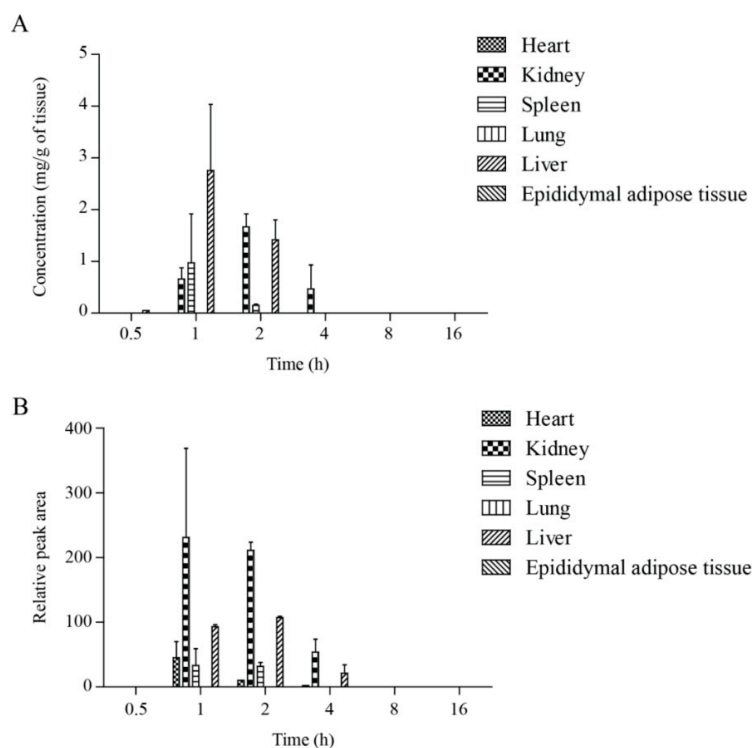 A
Concentration (mg/g of tissue)
5
4
3
2
1
0
0.5 1 2 4 8 16
Time (h)
Heart
Kidney
Spleen
Lung
Liver
Epididymal adipose tissue
B
Relative peak area
400
300
200
100
0
0.5 1 2 4 8 16
Time (h)
Heart
Kidney
Spleen
Lung
Liver
Epididymal adipose tissue